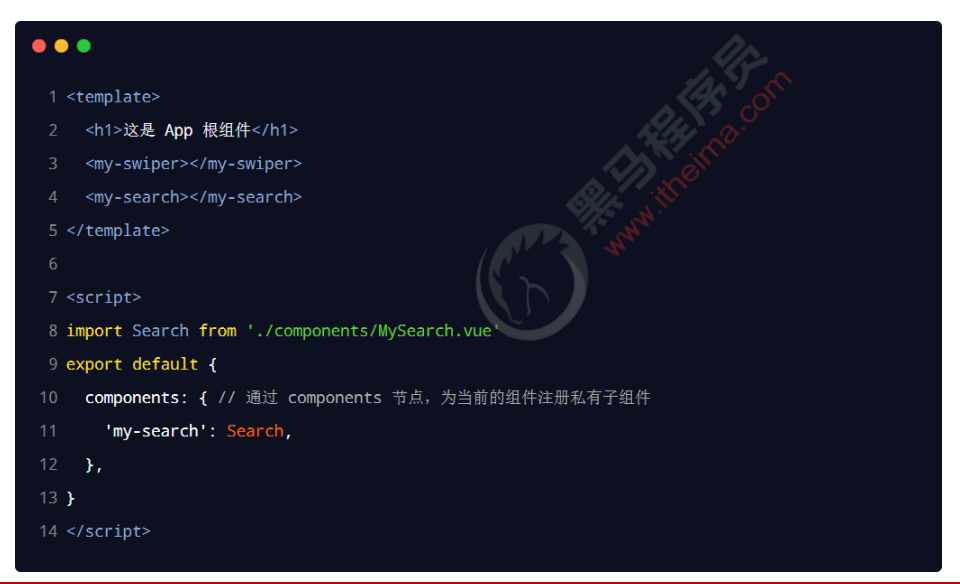 1 <template>
2   <h1>这是 App 根组件</h1>
3   <my-swiper></my-swiper>
4   <my-search></my-search>
5 </template>
6
7 <script>
8 import Search from './components/MySearch.vue'
9 export default {
10   components: { // 通过 components 节点，为当前的组件注册私有子组件
11     'my-search': Search,
12   },
13 }
14 </script>
黑马程序员
www.itheima.com